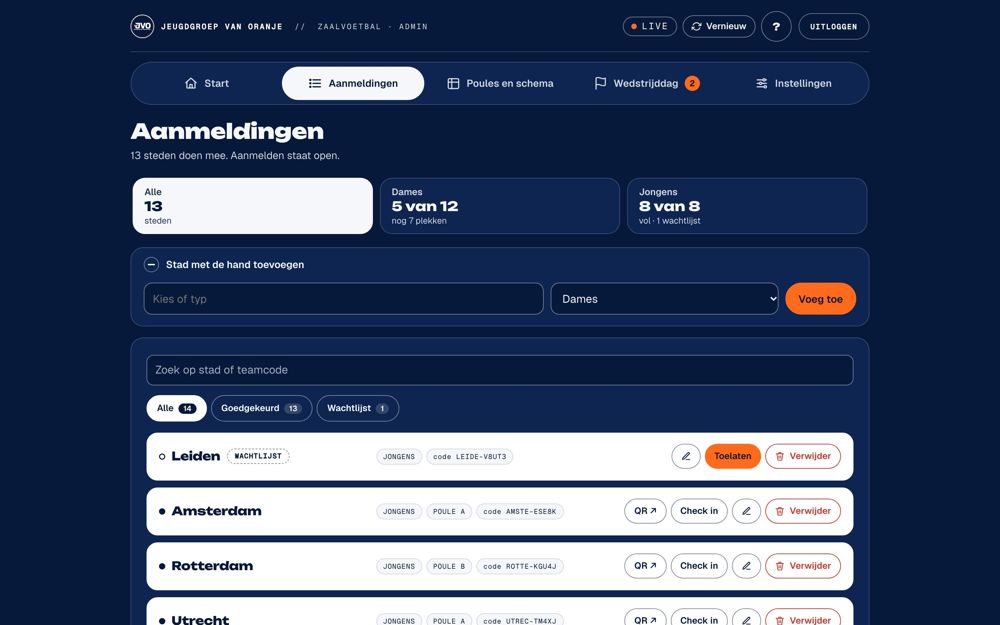 JVO JEUGDGROEP VAN ORANJE // ZAALVOETBAL · ADMIN LIVE Vernieuw ? UITLOGGEN
Start Aanmeldingen Poules en schema Wedstrijddag 2 Instellingen
Aanmeldingen
13 steden doen mee. Aanmelden staat open.
Alle
13
steden
Dames
5 van 12
nog 7 plekken
Jongens
8 van 8
vol · 1 wachtlijst
Stad met de hand toevoegen
Kies of typ Dames Voeg toe
Zoek op stad of teamcode
Alle 14 Goedgekeurd 13 Wachtlijst 1
Leiden WACHTLIJST JONGENS code LEIDE-V8UT3 Toelaten Verwijder
Amsterdam JONGENS POULE A code AMSTE-ESE8K QR ↗ Check in Verwijder
Rotterdam JONGENS POULE B code ROTTE-KGU4J QR ↗ Check in Verwijder
Utrecht JONGENS POULE A code UTREC-TM4XJ QR ↗ Check in Verwijder